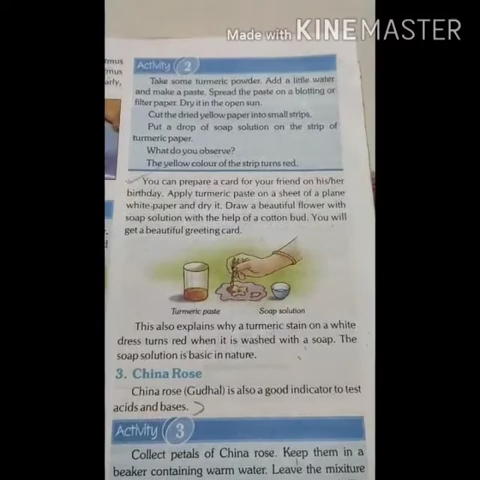 Made with KINEMASTER
Activity 2
Take some turmeric powder. Add a little water
and make a paste. Spread the paste on a blotting or
filter paper. Dry it in the open sun.
Cut the dried yellow paper into small strips.
Put a drop of soap solution on the strip of
turmeric paper.
What do you observe?
The yellow colour of the strip turns red.
You can prepare a card for your friend on his/her
birthday. Apply turmeric paste on a sheet of a plane
white paper and dry it. Draw a beautiful flower with
soap solution with the help of a cotton bud. You will
get a beautiful greeting card.
Turmeric paste Soap solution
This also explains why a turmeric stain on a white
dress turns red when it is washed with a soap. The
soap solution is basic in nature.
3. China Rose
China rose (Gudhal) is also a good indicator to test
acids and bases.
Activity 3
Collect petals of China rose. Keep them in a
beaker containing warm water. Leave the mixiture